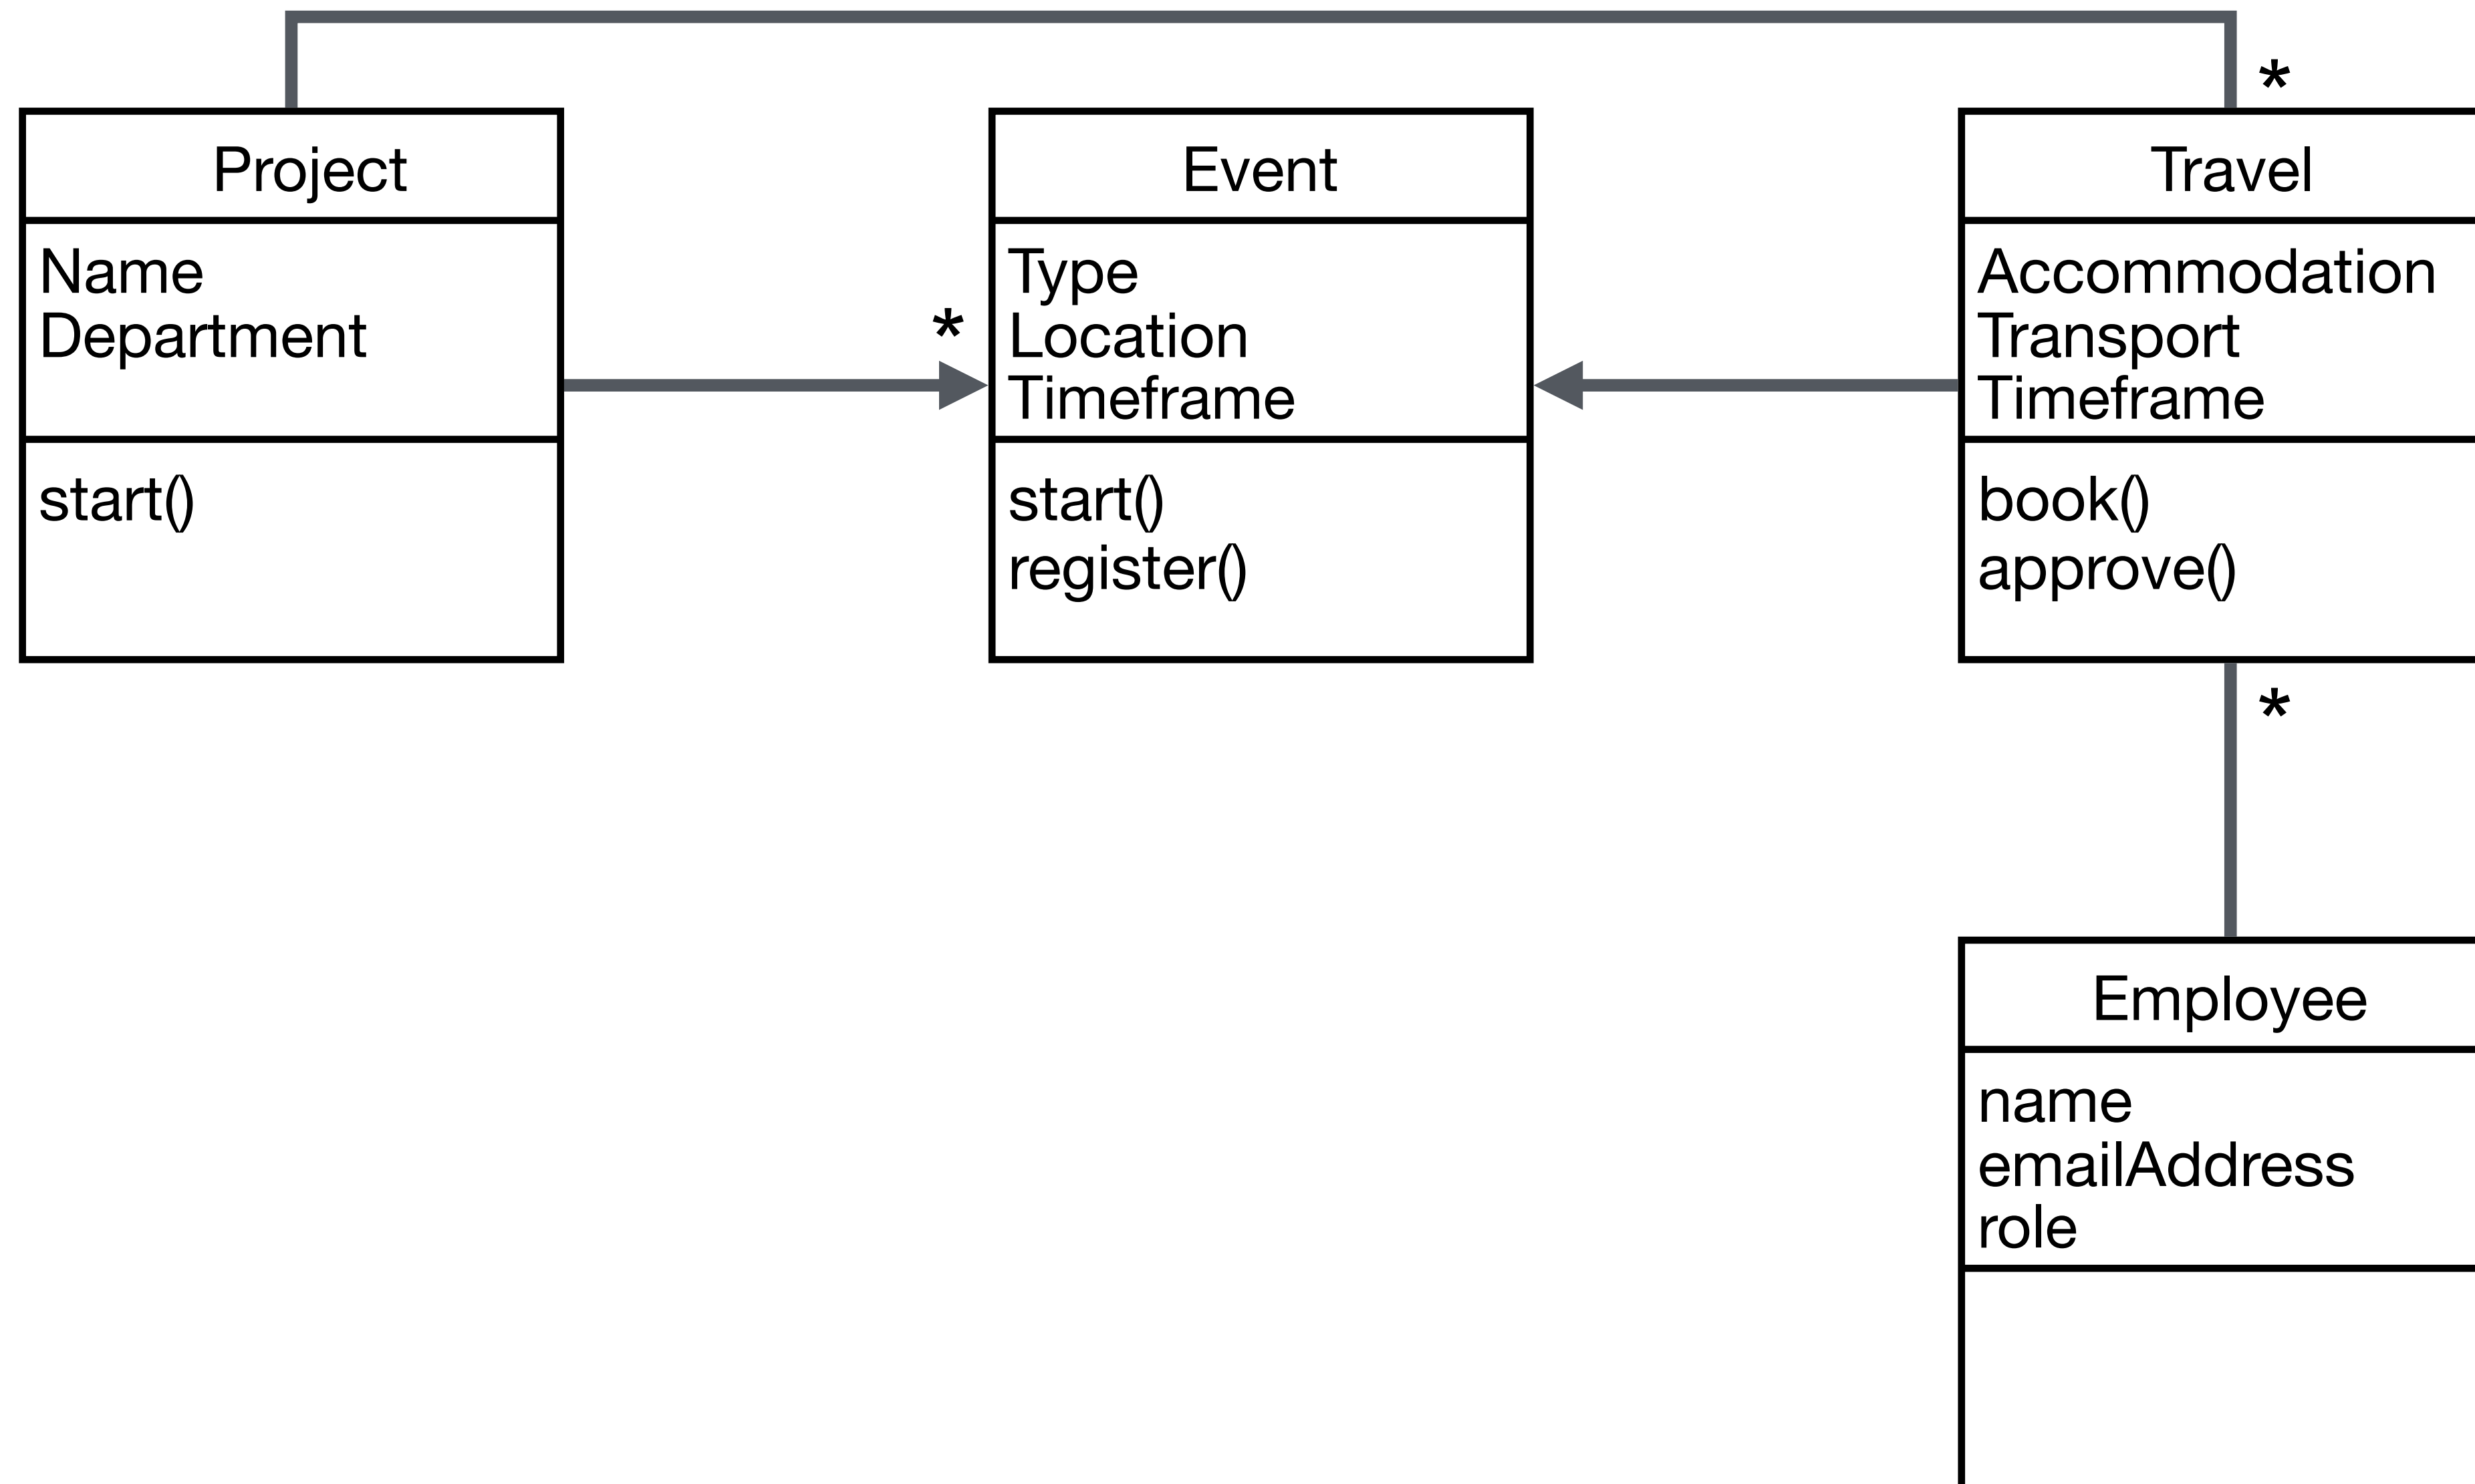 *
Project
Name
Department
start()
*
Event
Type
Location
Timeframe
start()
register()
Travel
Accommodation
Transport
Timeframe
book()
approve()
*
Employee
name
emailAddress
role